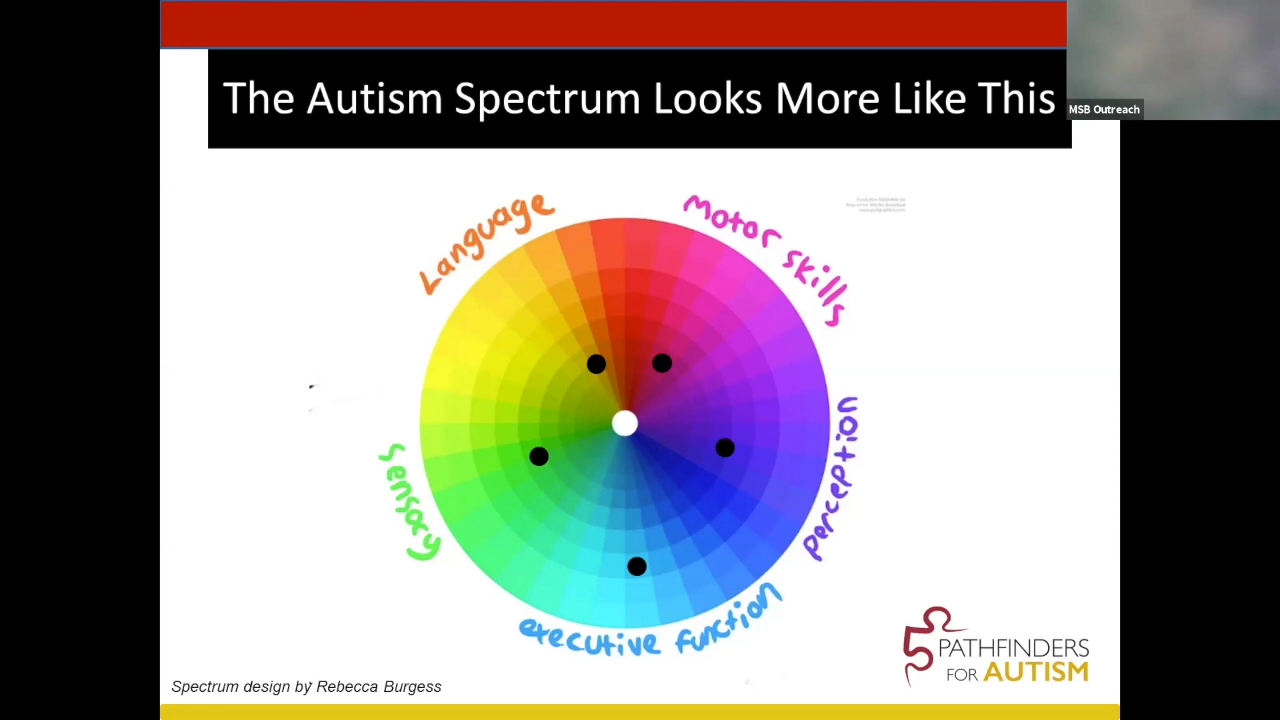 The Autism Spectrum Looks More Like This
MSB Outreach
Language
Motor skills
sensory
perception
executive function
PATHFINDERS
FOR AUTISM
Spectrum design by Rebecca Burgess